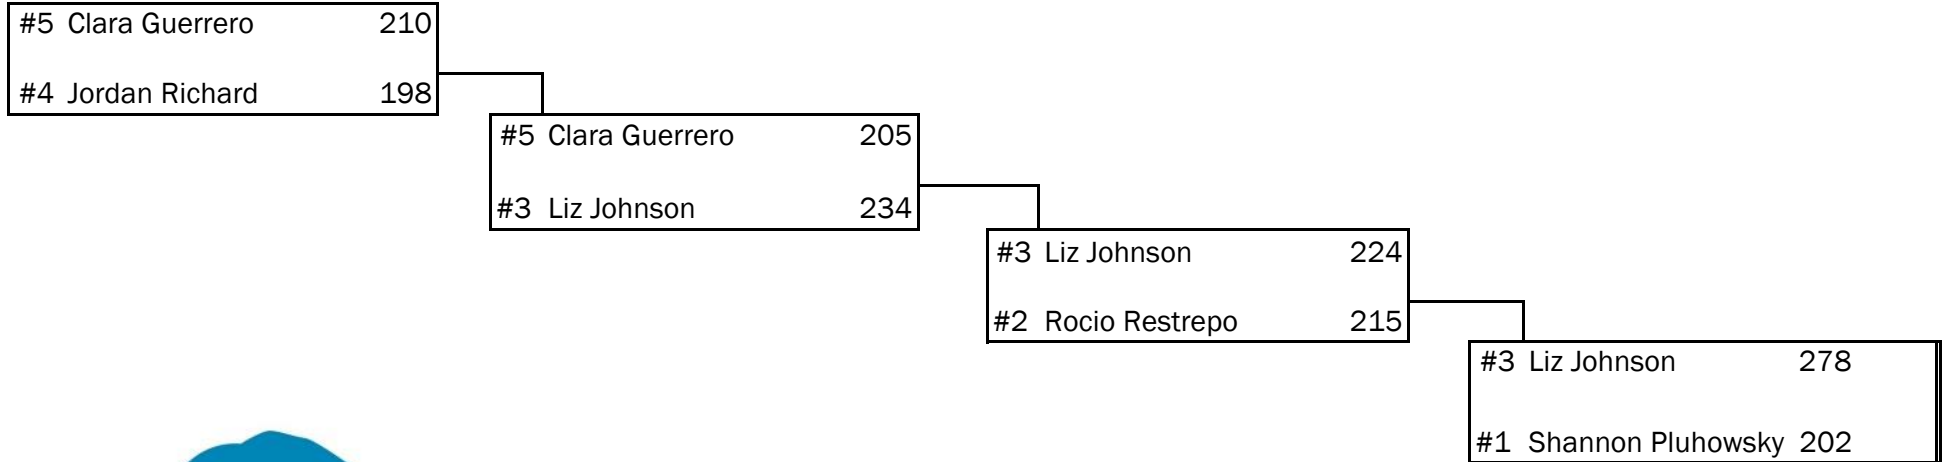 #5 Clara Guerrero 210
#4 Jordan Richard 198
#5 Clara Guerrero 205
#3 Liz Johnson 234
#3 Liz Johnson 224
#2 Rocio Restrepo 215
#3 Liz Johnson 278
#1 Shannon Pluhowsky 202